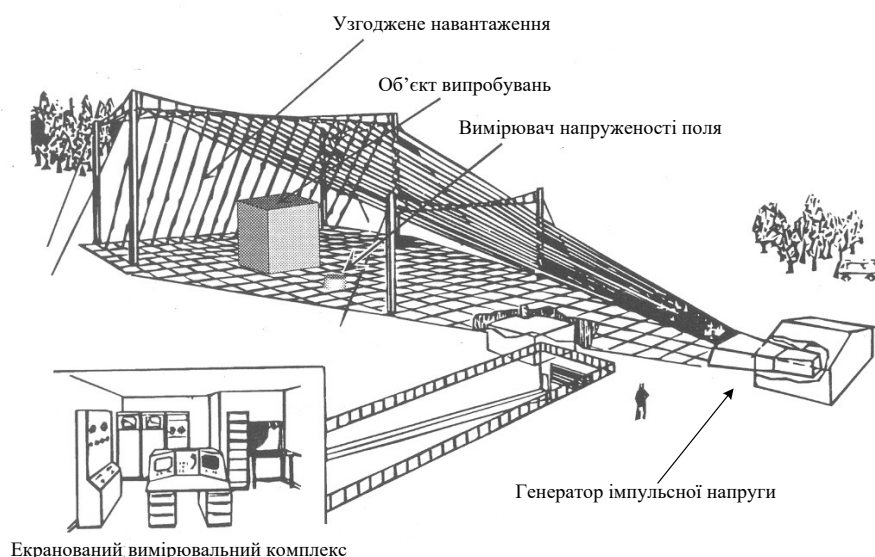 Узгоджене навантаження
Об’єкт випробувань
Вимірювач напруженості поля
Генератор імпульсної напруги
Екранований вимірювальний комплекс